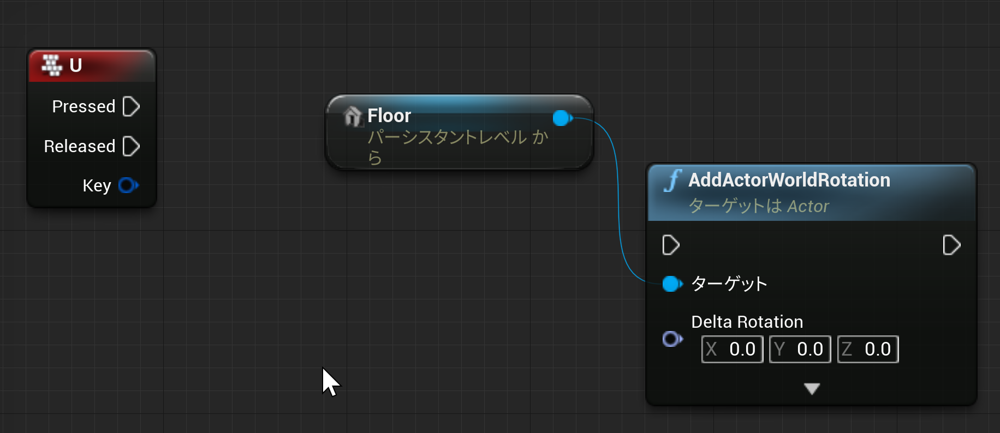 U
Pressed
Released
Key
Floor
パーシスタントレベル か
ら
AddActorWorldRotation
ターゲットは Actor
ターゲット
Delta Rotation
X 0.0 Y 0.0 Z 0.0